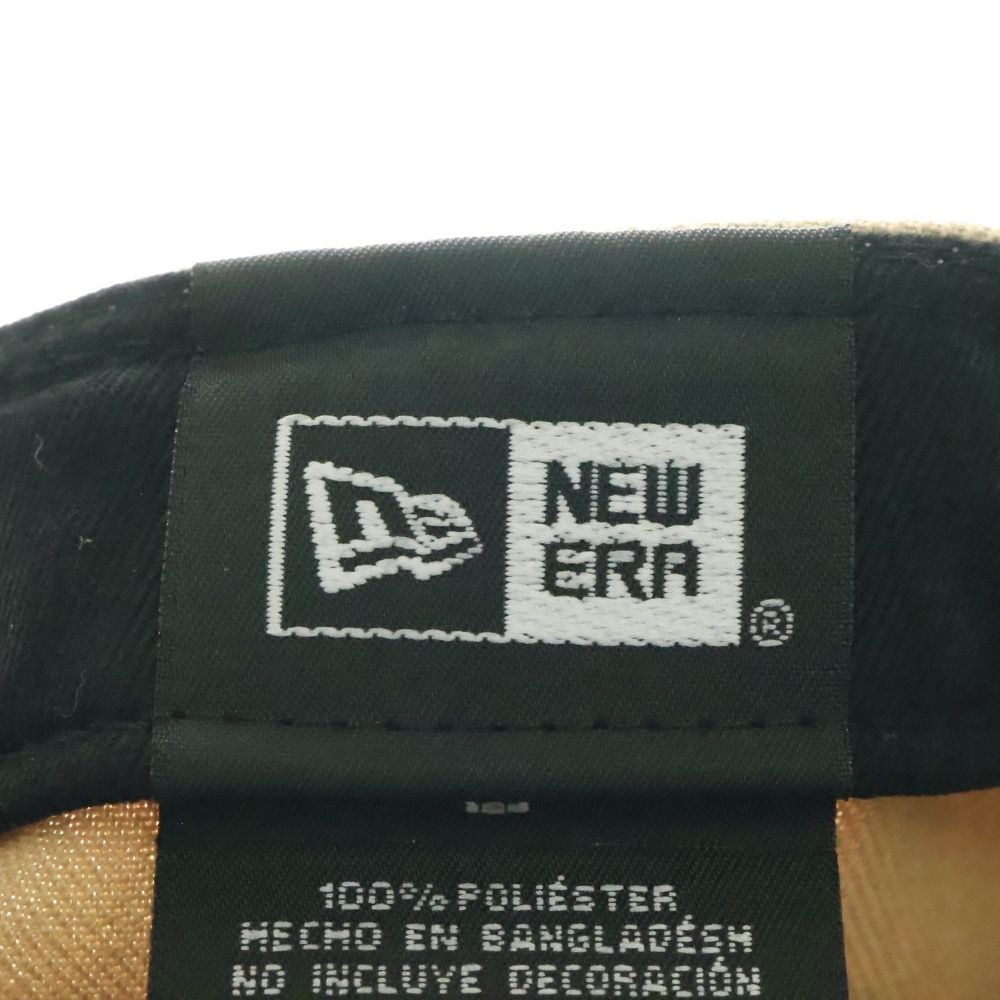 NEW
ERA
®
100% POLIÉSTER
HECHO EN BANGLADÉSH
NO INCLUYE DECORACIÓN